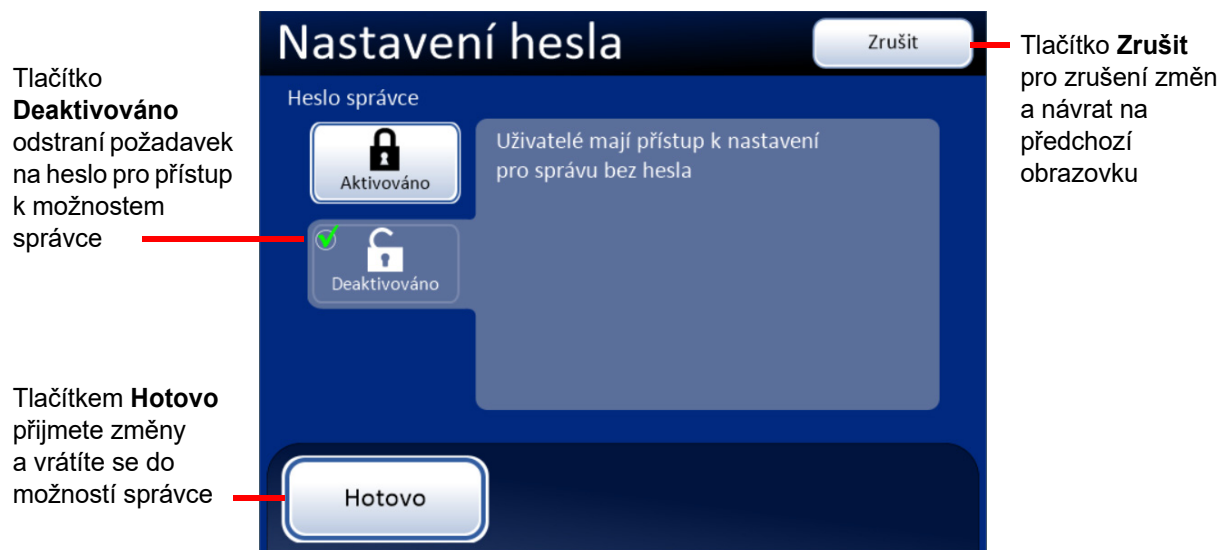 Nastavení hesla
Zrušit
Tlačítko Zrušit
pro zrušení změn
a návrat na
předchozí
obrazovku
Tlačítko
Deaktivováno
odstraní požadavek
na heslo pro přístup
k možnostem
správce
Heslo správce
Aktivováno
Uživatelé mají přístup k nastavení
pro správu bez hesla
Deaktivováno
Tlačítkem Hotovo
přijmete změny
a vrátíte se do
možností správce
Hotovo